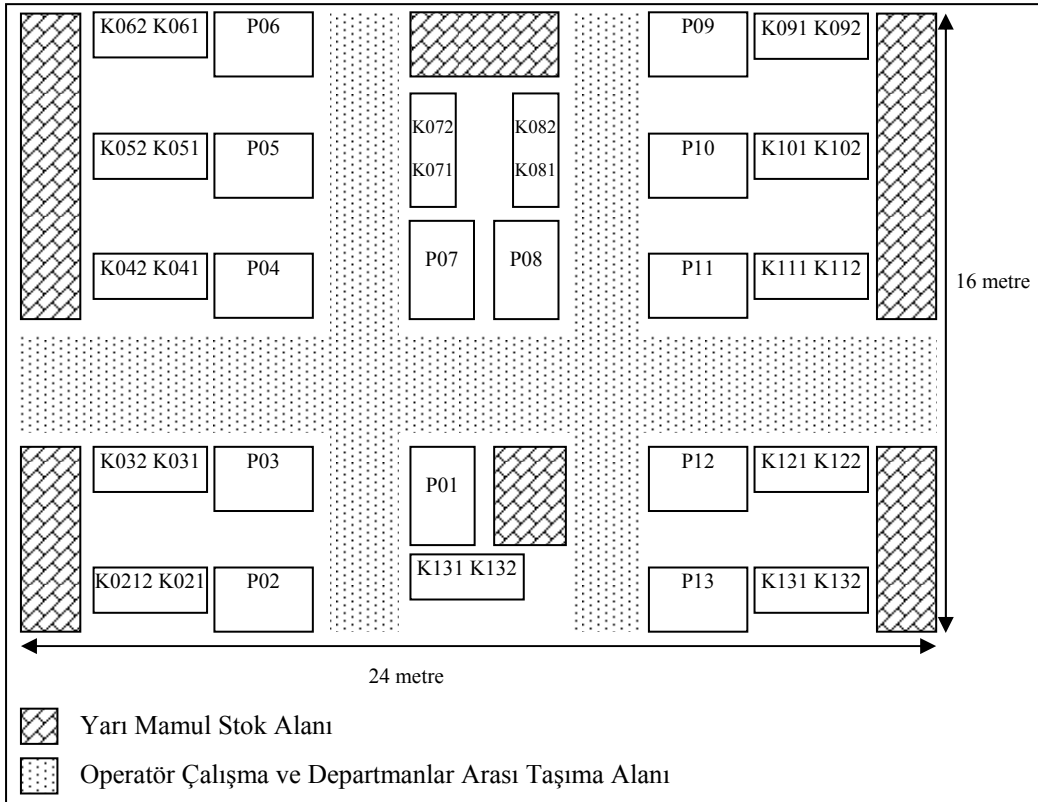 K062 K061 P06 P09 K091 K092
K072 K082
K052 K051 P05 P10 K101 K102
K071 K081
K042 K041 P04 P07 P08 P11 K111 K112
16 metre
K032 K031 P03 P01 P12 K121 K122
K131 K132
K0212 K021 P02 P13 K131 K132
24 metre
Yarı Mamul Stok Alanı
Operatör Çalışma ve Departmanlar Arası Taşıma Alanı